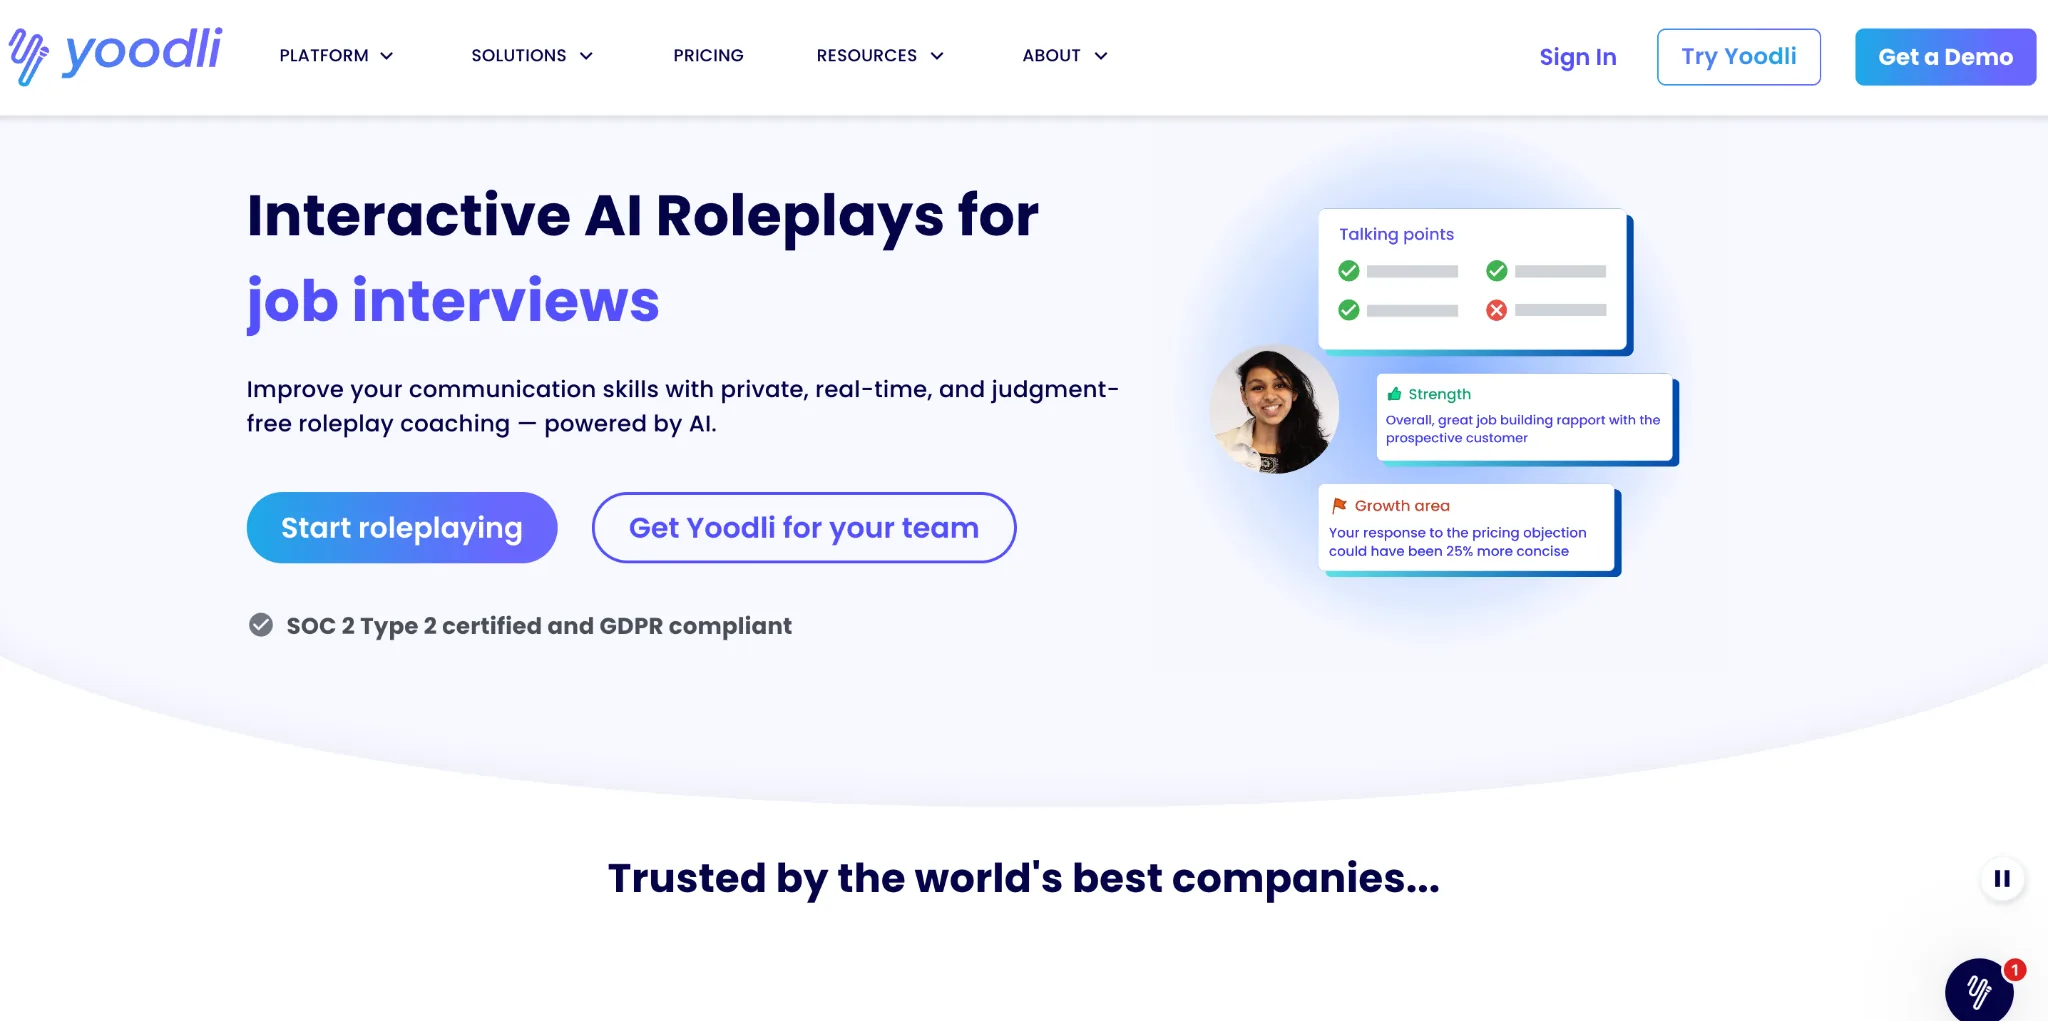 yoodli
PLATFORM
SOLUTIONS
PRICING
RESOURCES
ABOUT
Sign In
Try Yoodli
Get a Demo
Interactive AI Roleplays for
job interviews
Improve your communication skills with private, real-time, and judgment-
free roleplay coaching — powered by AI.
Start roleplaying
Get Yoodli for your team
SOC 2 Type 2 certified and GDPR compliant
Talking points
Strength
Overall, great job building rapport with the
prospective customer
Growth area
Your response to the pricing objection
could have been 25% more concise
Trusted by the world's best companies...
1